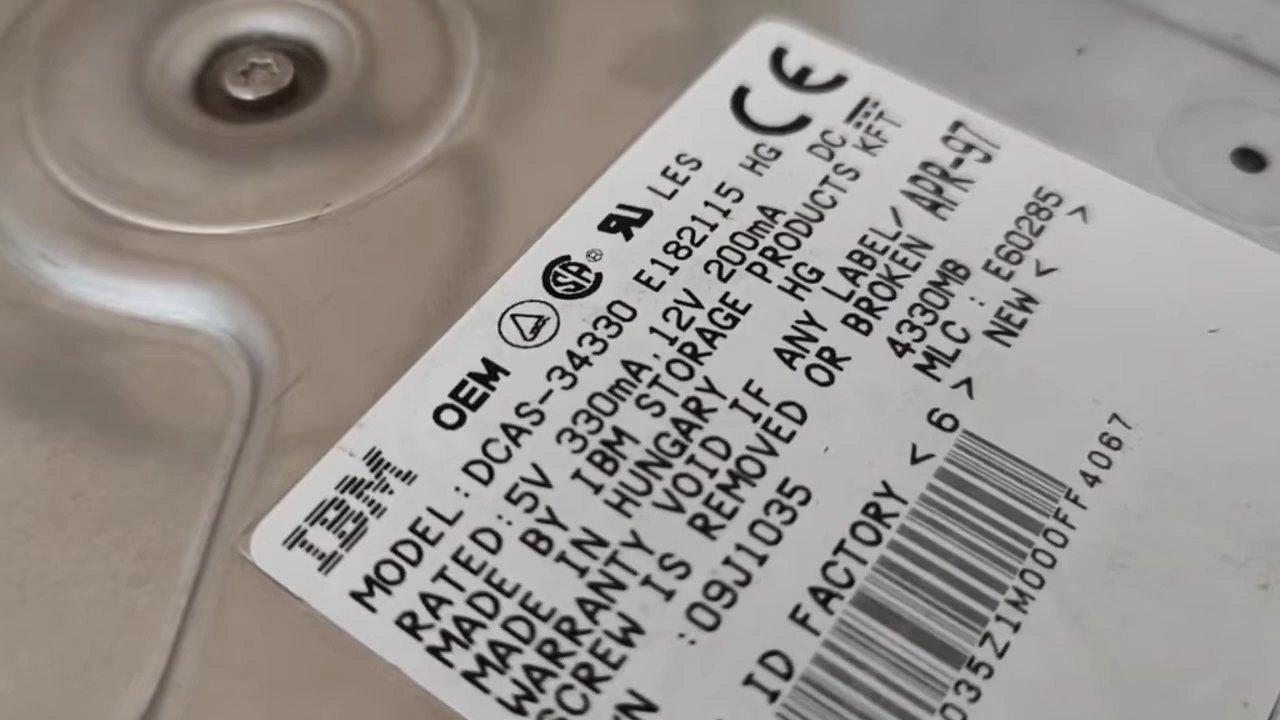 IBM OEM CSA UR LES CE
MODEL:DCAS-34330 E182115 HG
RATED:5V 330mA,12V 200mA DC
MADE BY IBM STORAGE PRODUCTS KFT
MADE IN HUNGARY HG
WARRANTY VOID IF ANY LABEL/
SCREW IS REMOVED OR BROKEN APR-97
:09J1035 4330MB
MLC : E60285
ID FACTORY < 6 > NEW < >
035Z1M000FF4067